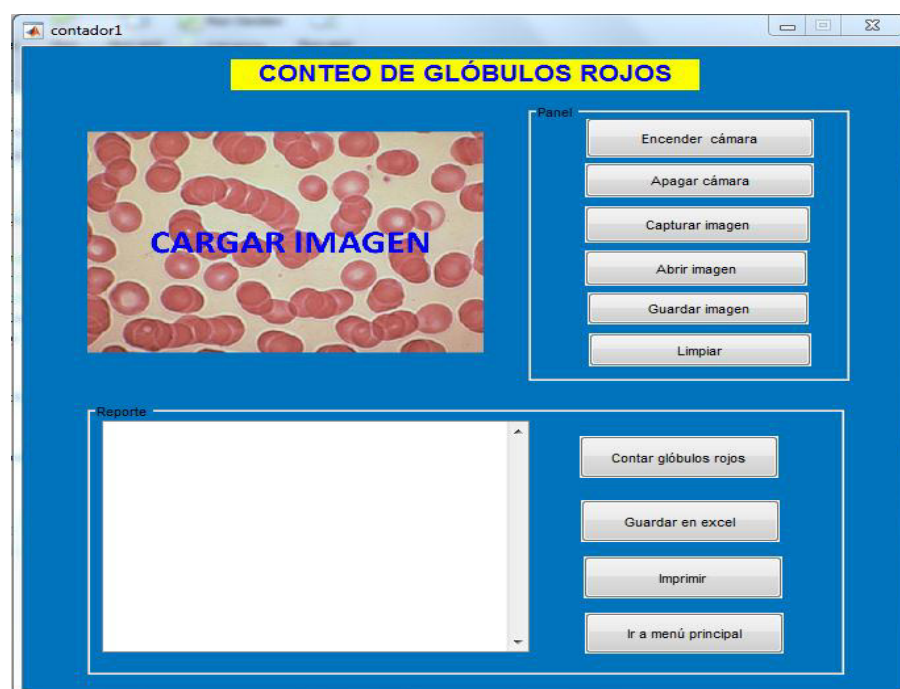 contador1
CONTEO DE GLÓBULOS ROJOS
Panel
Encender cámara
Apagar cámara
Capturar imagen
Abrir imagen
Guardar imagen
Limpiar
CARGAR IMAGEN
Reporte
Contar glóbulos rojos
Guardar en excel
Imprimir
Ir a menú principal